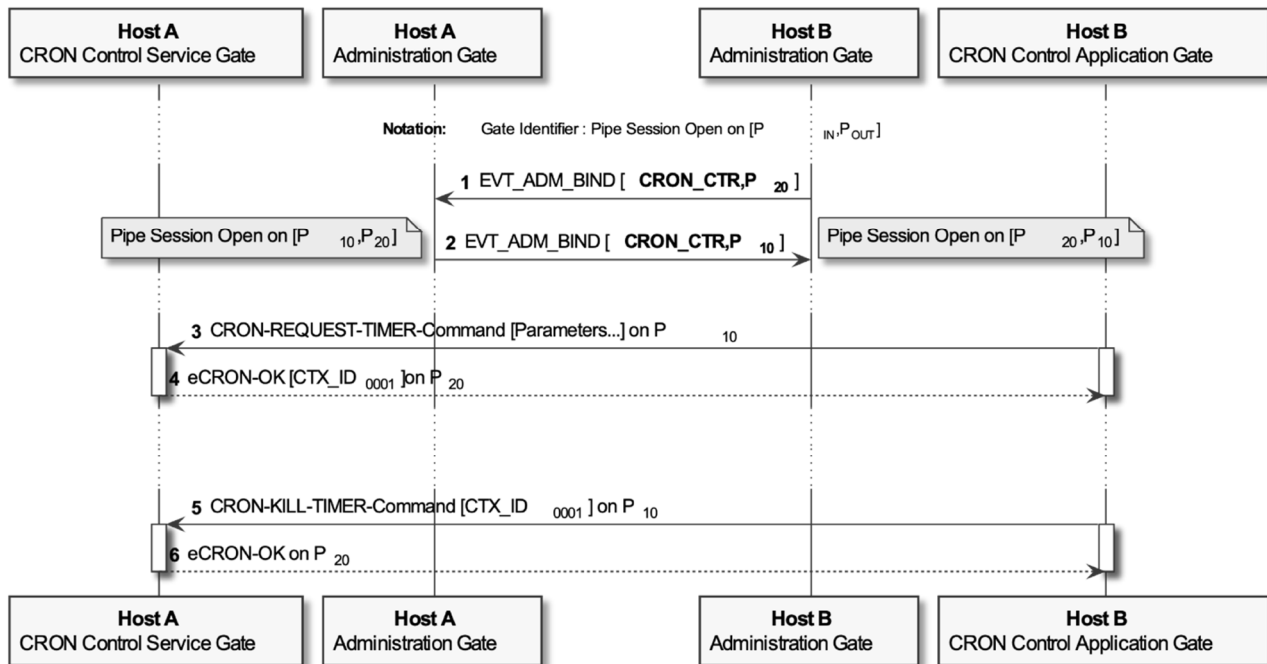 Host A
CRON Control Service Gate
Host A
Administration Gate
Host B
Administration Gate
Host B
CRON Control Application Gate
Notation: Gate Identifier : Pipe Session Open on [P IN,POUT]
1 EVT_ADM_BIND [ CRON_CTR,P 20 ]
Pipe Session Open on [P 10,P20]
2 EVT_ADM_BIND [ CRON_CTR,P 10 ]
Pipe Session Open on [P 20,P10]
3 CRON-REQUEST-TIMER-Command [Parameters...] on P 10
4 eCRON-OK [CTX_ID 0001 ]on P 20
5 CRON-KILL-TIMER-Command [CTX_ID 0001 ] on P 10
6 eCRON-OK on P 20
Host A
CRON Control Service Gate
Host A
Administration Gate
Host B
Administration Gate
Host B
CRON Control Application Gate